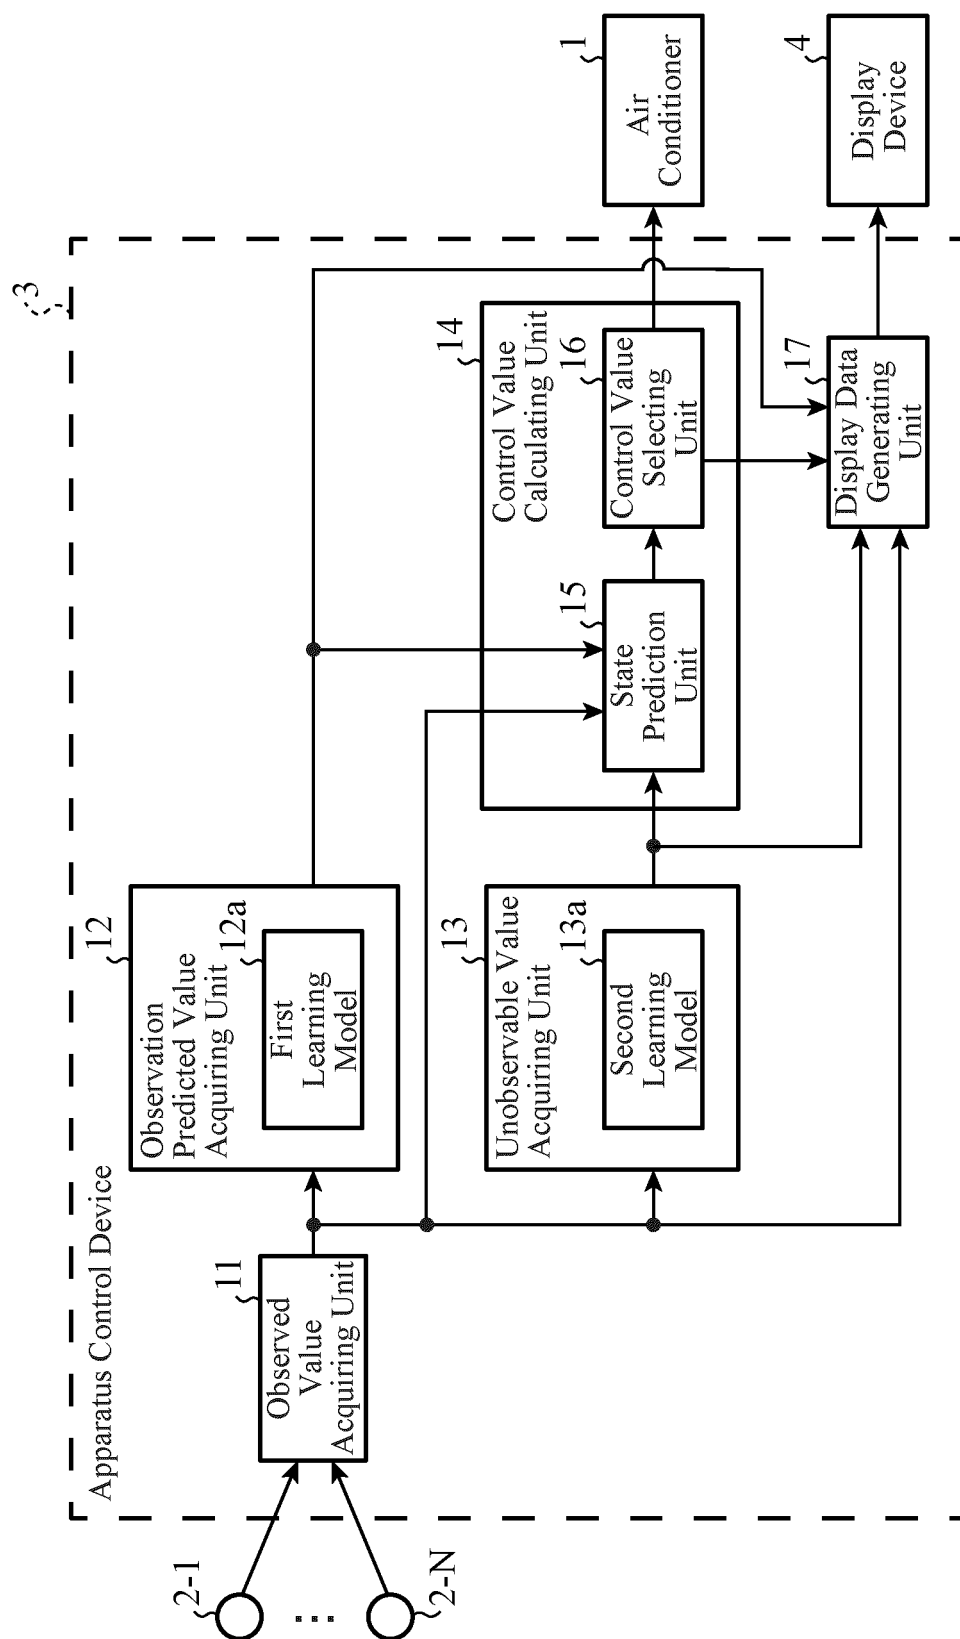 3
Apparatus Control Device
2-1
...
2-N
11
Observed
Value
Acquiring Unit
12
Observation
Predicted Value
Acquiring Unit
12a
First
Learning
Model
13
Unobservable Value
Acquiring Unit
13a
Second
Learning
Model
14
Control Value
Calculating Unit
15
State
Prediction
Unit
16
Control Value
Selecting
Unit
17
Display Data
Generating
Unit
1
Air
Conditioner
4
Display
Device